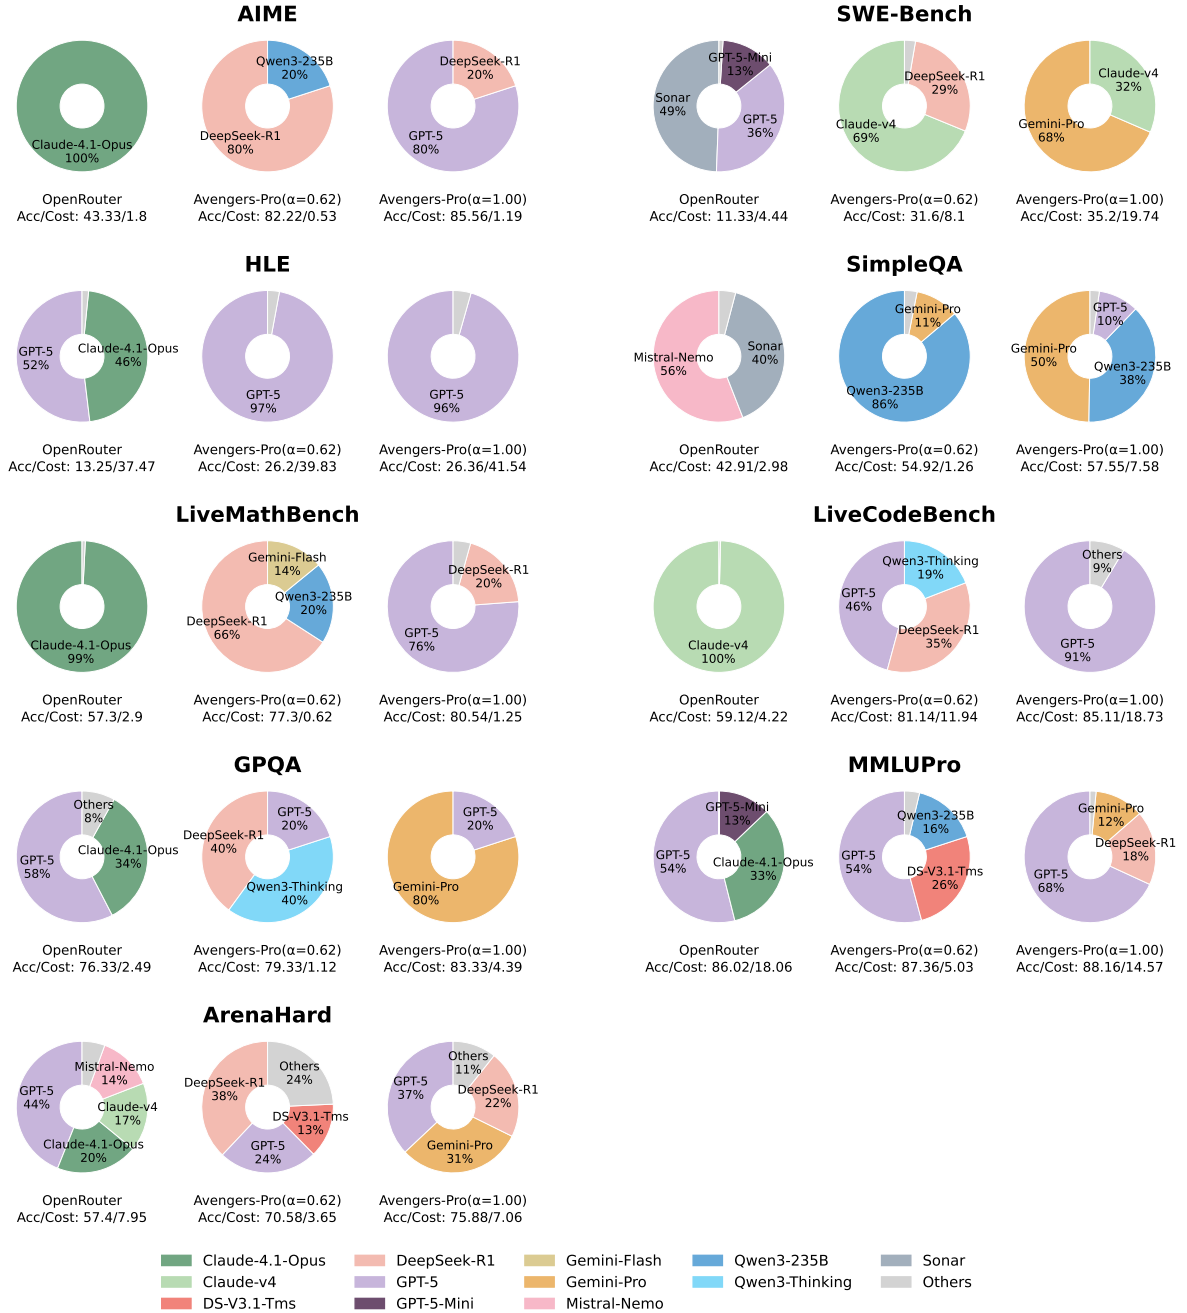 AIME
Claude-4.1-Opus
100%
OpenRouter
Acc/Cost: 43.33/1.8
Qwen3-235B
20%
DeepSeek-R1
80%
Avengers-Pro(α=0.62)
Acc/Cost: 82.22/0.53
DeepSeek-R1
20%
GPT-5
80%
Avengers-Pro(α=1.00)
Acc/Cost: 85.56/1.19
SWE-Bench
GPT-5-Mini
13%
Sonar
49%
GPT-5
36%
OpenRouter
Acc/Cost: 11.33/4.44
DeepSeek-R1
29%
Claude-v4
69%
Avengers-Pro(α=0.62)
Acc/Cost: 31.6/8.1
Claude-v4
32%
Gemini-Pro
68%
Avengers-Pro(α=1.00)
Acc/Cost: 35.2/19.74
HLE
GPT-5
52%
Claude-4.1-Opus
46%
OpenRouter
Acc/Cost: 13.25/37.47
GPT-5
97%
Avengers-Pro(α=0.62)
Acc/Cost: 26.2/39.83
GPT-5
96%
Avengers-Pro(α=1.00)
Acc/Cost: 26.36/41.54
SimpleQA
Mistral-Nemo
56%
Sonar
40%
OpenRouter
Acc/Cost: 42.91/2.98
Gemini-Pro
11%
Qwen3-235B
86%
Avengers-Pro(α=0.62)
Acc/Cost: 54.92/1.26
GPT-5
10%
Gemini-Pro
50%
Qwen3-235B
38%
Avengers-Pro(α=1.00)
Acc/Cost: 57.55/7.58
LiveMathBench
Claude-4.1-Opus
99%
OpenRouter
Acc/Cost: 57.3/2.9
Gemini-Flash
14%
Qwen3-235B
20%
DeepSeek-R1
66%
Avengers-Pro(α=0.62)
Acc/Cost: 77.3/0.62
DeepSeek-R1
20%
GPT-5
76%
Avengers-Pro(α=1.00)
Acc/Cost: 80.54/1.25
LiveCodeBench
Claude-v4
100%
OpenRouter
Acc/Cost: 59.12/4.22
Qwen3-Thinking
19%
GPT-5
46%
DeepSeek-R1
35%
Avengers-Pro(α=0.62)
Acc/Cost: 81.14/11.94
Others
9%
GPT-5
91%
Avengers-Pro(α=1.00)
Acc/Cost: 85.11/18.73
GPQA
Others
8%
Claude-4.1-Opus
34%
GPT-5
58%
OpenRouter
Acc/Cost: 76.33/2.49
GPT-5
20%
DeepSeek-R1
40%
Qwen3-Thinking
40%
Avengers-Pro(α=0.62)
Acc/Cost: 79.33/1.12
GPT-5
20%
Gemini-Pro
80%
Avengers-Pro(α=1.00)
Acc/Cost: 83.33/4.39
MMLUPro
GPT-5-Mini
13%
GPT-5
54%
Claude-4.1-Opus
33%
OpenRouter
Acc/Cost: 86.02/18.06
Qwen3-235B
16%
GPT-5
54%
DS-V3.1-Tms
26%
Avengers-Pro(α=0.62)
Acc/Cost: 87.36/5.03
Gemini-Pro
12%
DeepSeek-R1
18%
GPT-5
68%
Avengers-Pro(α=1.00)
Acc/Cost: 88.16/14.57
ArenaHard
Mistral-Nemo
14%
GPT-5
44%
Claude-v4
17%
Claude-4.1-Opus
20%
OpenRouter
Acc/Cost: 57.4/7.95
Others
24%
DeepSeek-R1
38%
DS-V3.1-Tms
13%
GPT-5
24%
Avengers-Pro(α=0.62)
Acc/Cost: 70.58/3.65
Others
11%
GPT-5
37%
DeepSeek-R1
22%
Gemini-Pro
31%
Avengers-Pro(α=1.00)
Acc/Cost: 75.88/7.06
Claude-4.1-Opus
Claude-v4
DS-V3.1-Tms
DeepSeek-R1
GPT-5
GPT-5-Mini
Gemini-Flash
Gemini-Pro
Mistral-Nemo
Qwen3-235B
Qwen3-Thinking
Sonar
Others